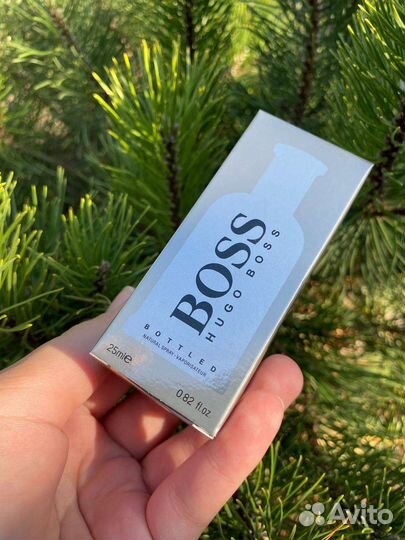 BOSS
HUGO BOSS
BOTTLED
NATURAL SPRAY · VAPORISATEUR
25ml℮
0.82 fl.oz
Avito